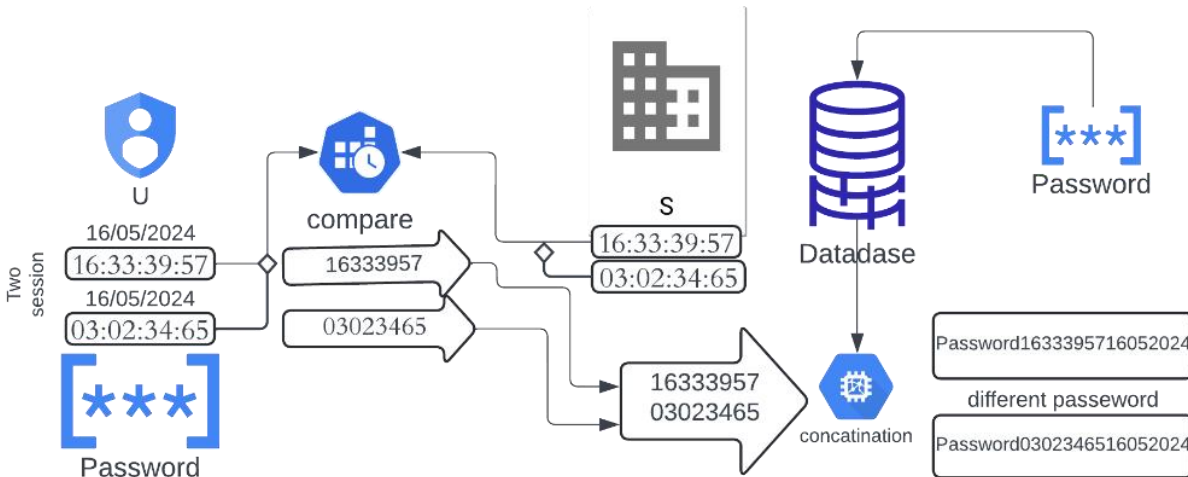 U
16/05/2024
16:33:39:57
16/05/2024
03:02:34:65
Two
session
[***]
Password
compare
16333957
03023465
S
16:33:39:57
03:02:34:65
16333957
03023465
Datadase
[***]
Password
concatination
Password1633395716052024
different passeword
Password0302346516052024